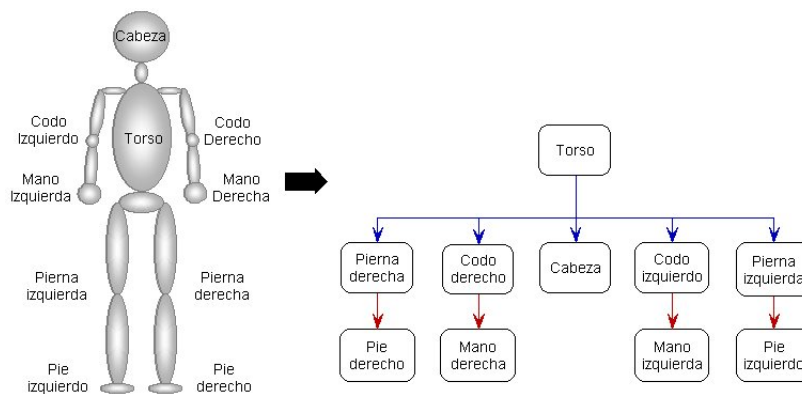 Cabeza
Codo
Izquierdo
Torso
Codo
Derecho
Mano
Izquierda
Mano
Derecha
Pierna
izquierda
Pierna
derecha
Pie
izquierdo
Pie
derecho
Torso
Pierna
derecha
Codo
derecho
Cabeza
Codo
izquierdo
Pierna
izquierda
Pie
derecho
Mano
derecha
Mano
izquierda
Pie
izquierdo